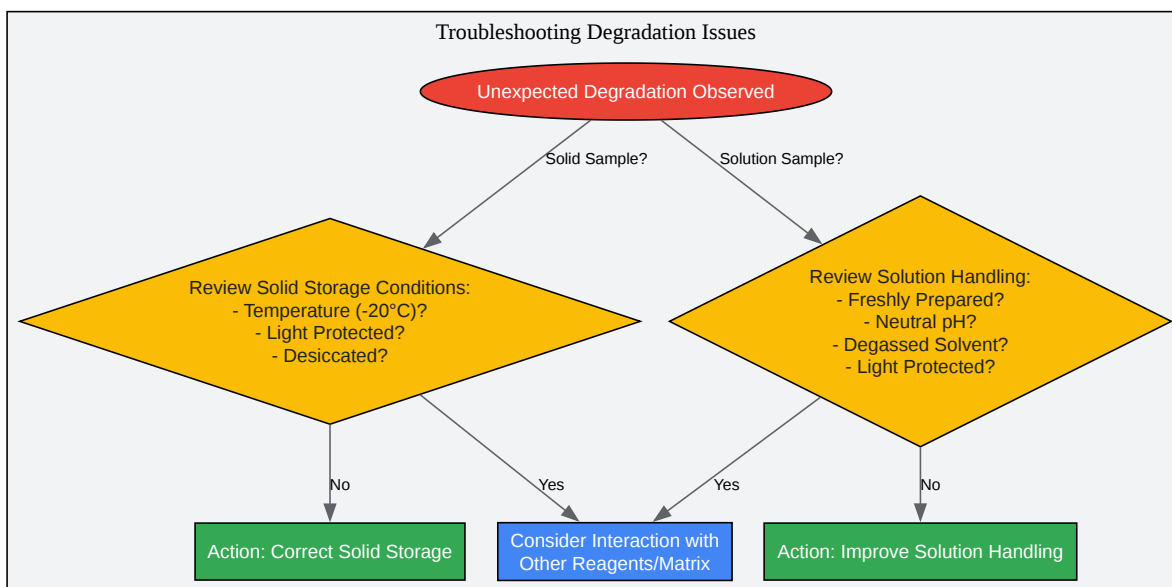 Troubleshooting Degradation Issues
Unexpected Degradation Observed
Solid Sample?
Solution Sample?
Review Solid Storage Conditions:
- Temperature (-20°C)?
- Light Protected?
- Desiccated?
Review Solution Handling:
- Freshly Prepared?
- Neutral pH?
- Degassed Solvent?
- Light Protected?
No
Yes
Yes
No
Action: Correct Solid Storage
Consider Interaction with
Other Reagents/Matrix
Action: Improve Solution Handling